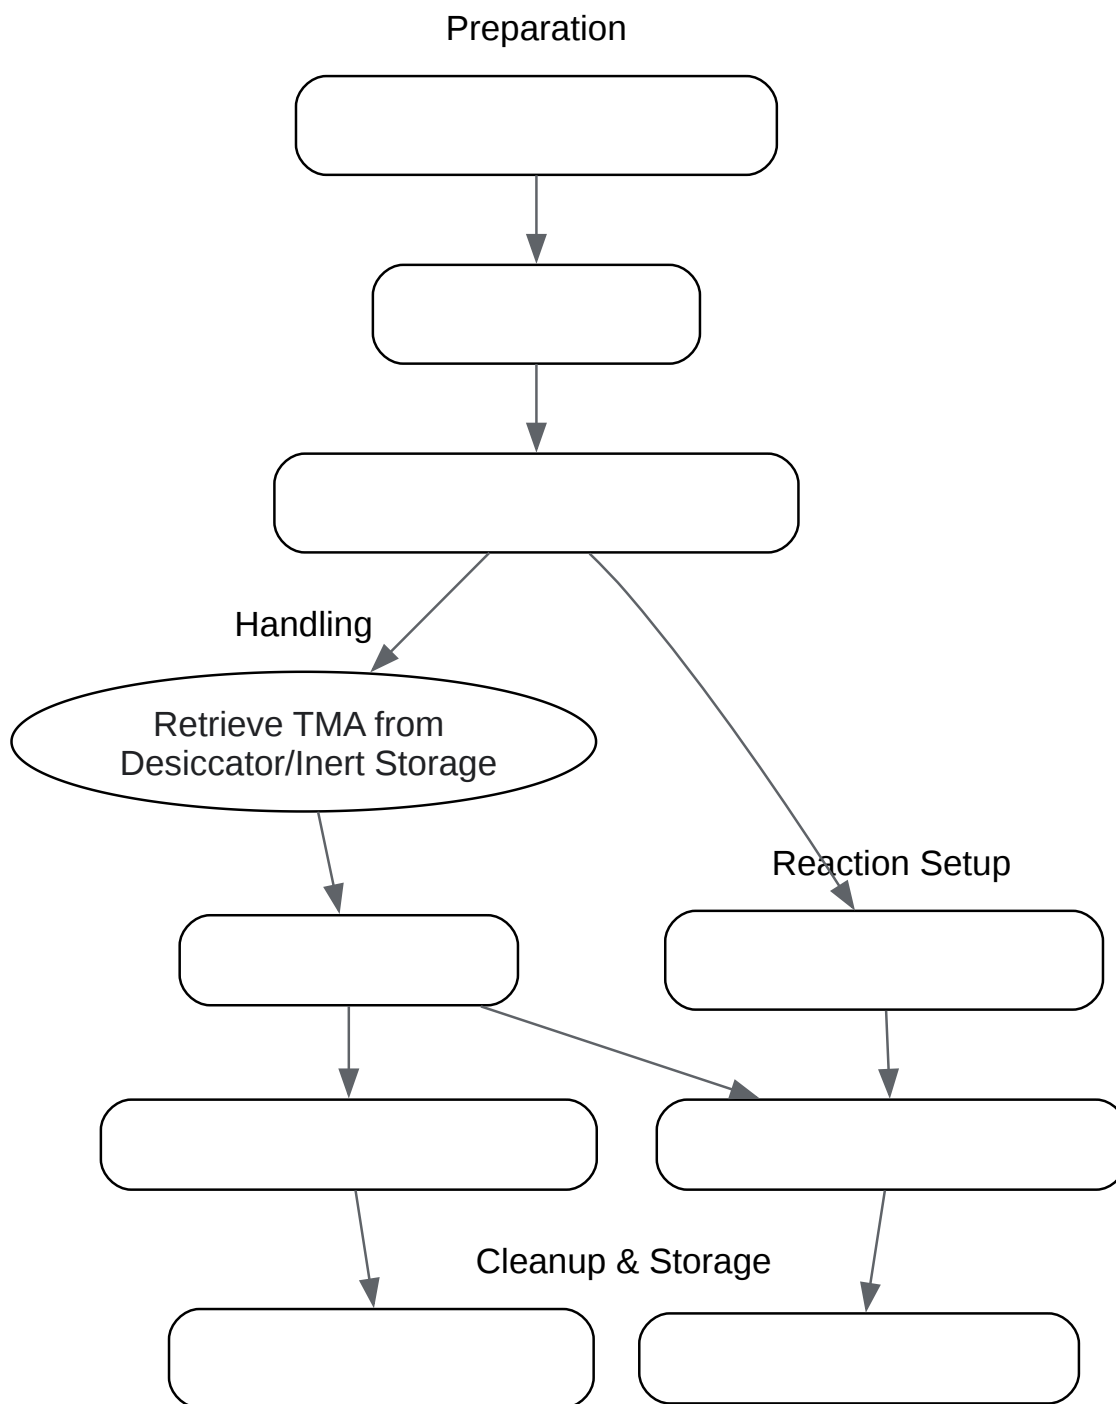 Preparation
Handling
Retrieve TMA from
Desiccator/Inert Storage
Reaction Setup
Cleanup & Storage